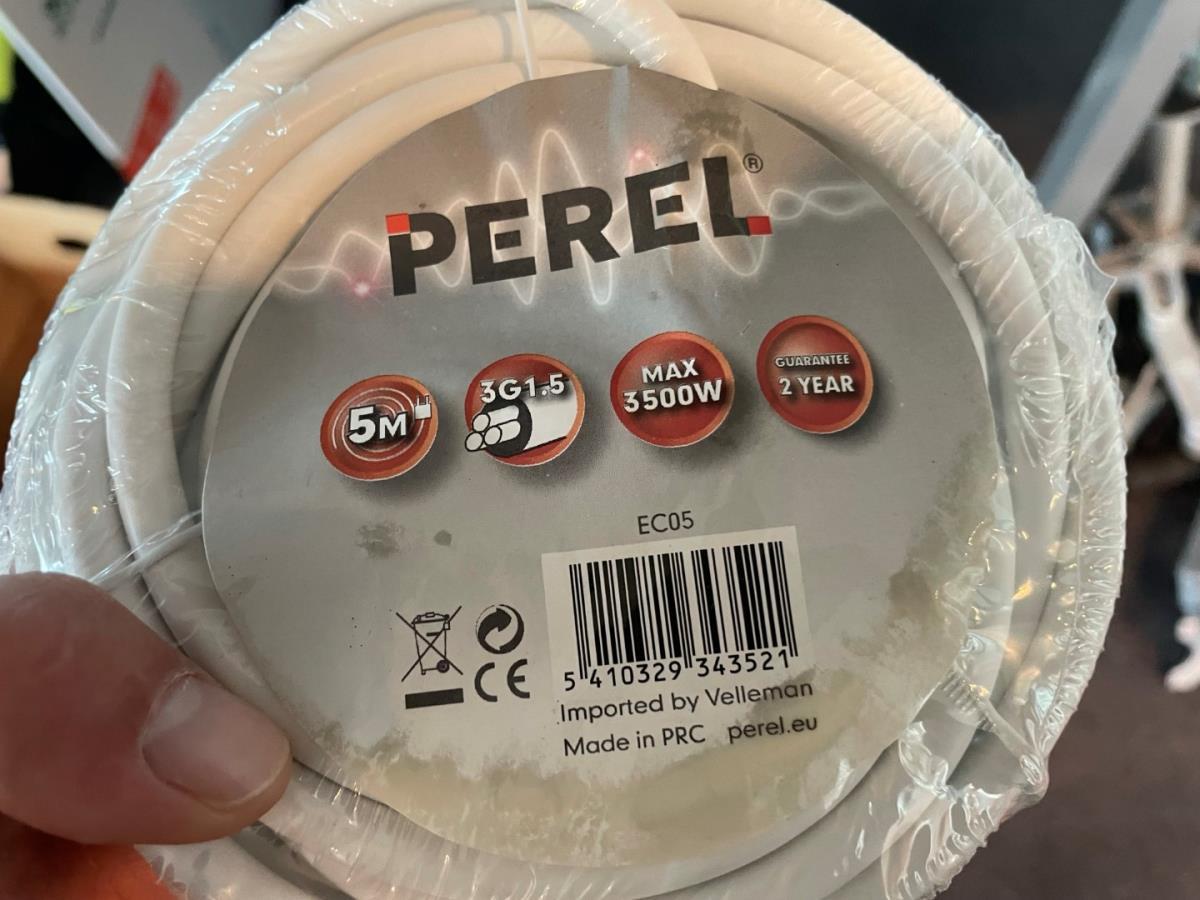 PEREL®
5M
3G1.5
MAX
3500W
GUARANTEE
2 YEAR
EC05
5 410329 343521
CE
Imported by Velleman
Made in PRC perel.eu